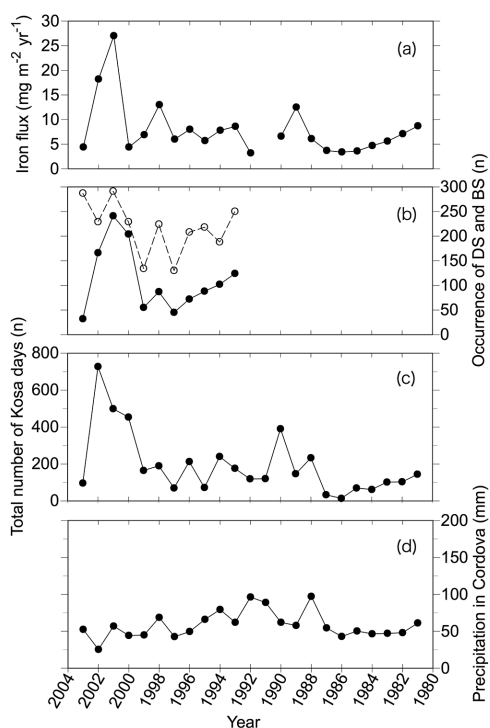 30
25
20
15
10
5
0
Iron flux (mg m⁻² yr⁻¹)
(a)
300
250
200
150
100
50
0
Occurrence of DS and BS (n)
(b)
800
600
400
200
0
Total number of Kosa days (n)
(c)
200
150
100
50
0
Precipitation in Cordova (mm)
(d)
2004 2002 2000 1998 1996 1994 1992 1990 1988 1986 1984 1982 1980
Year